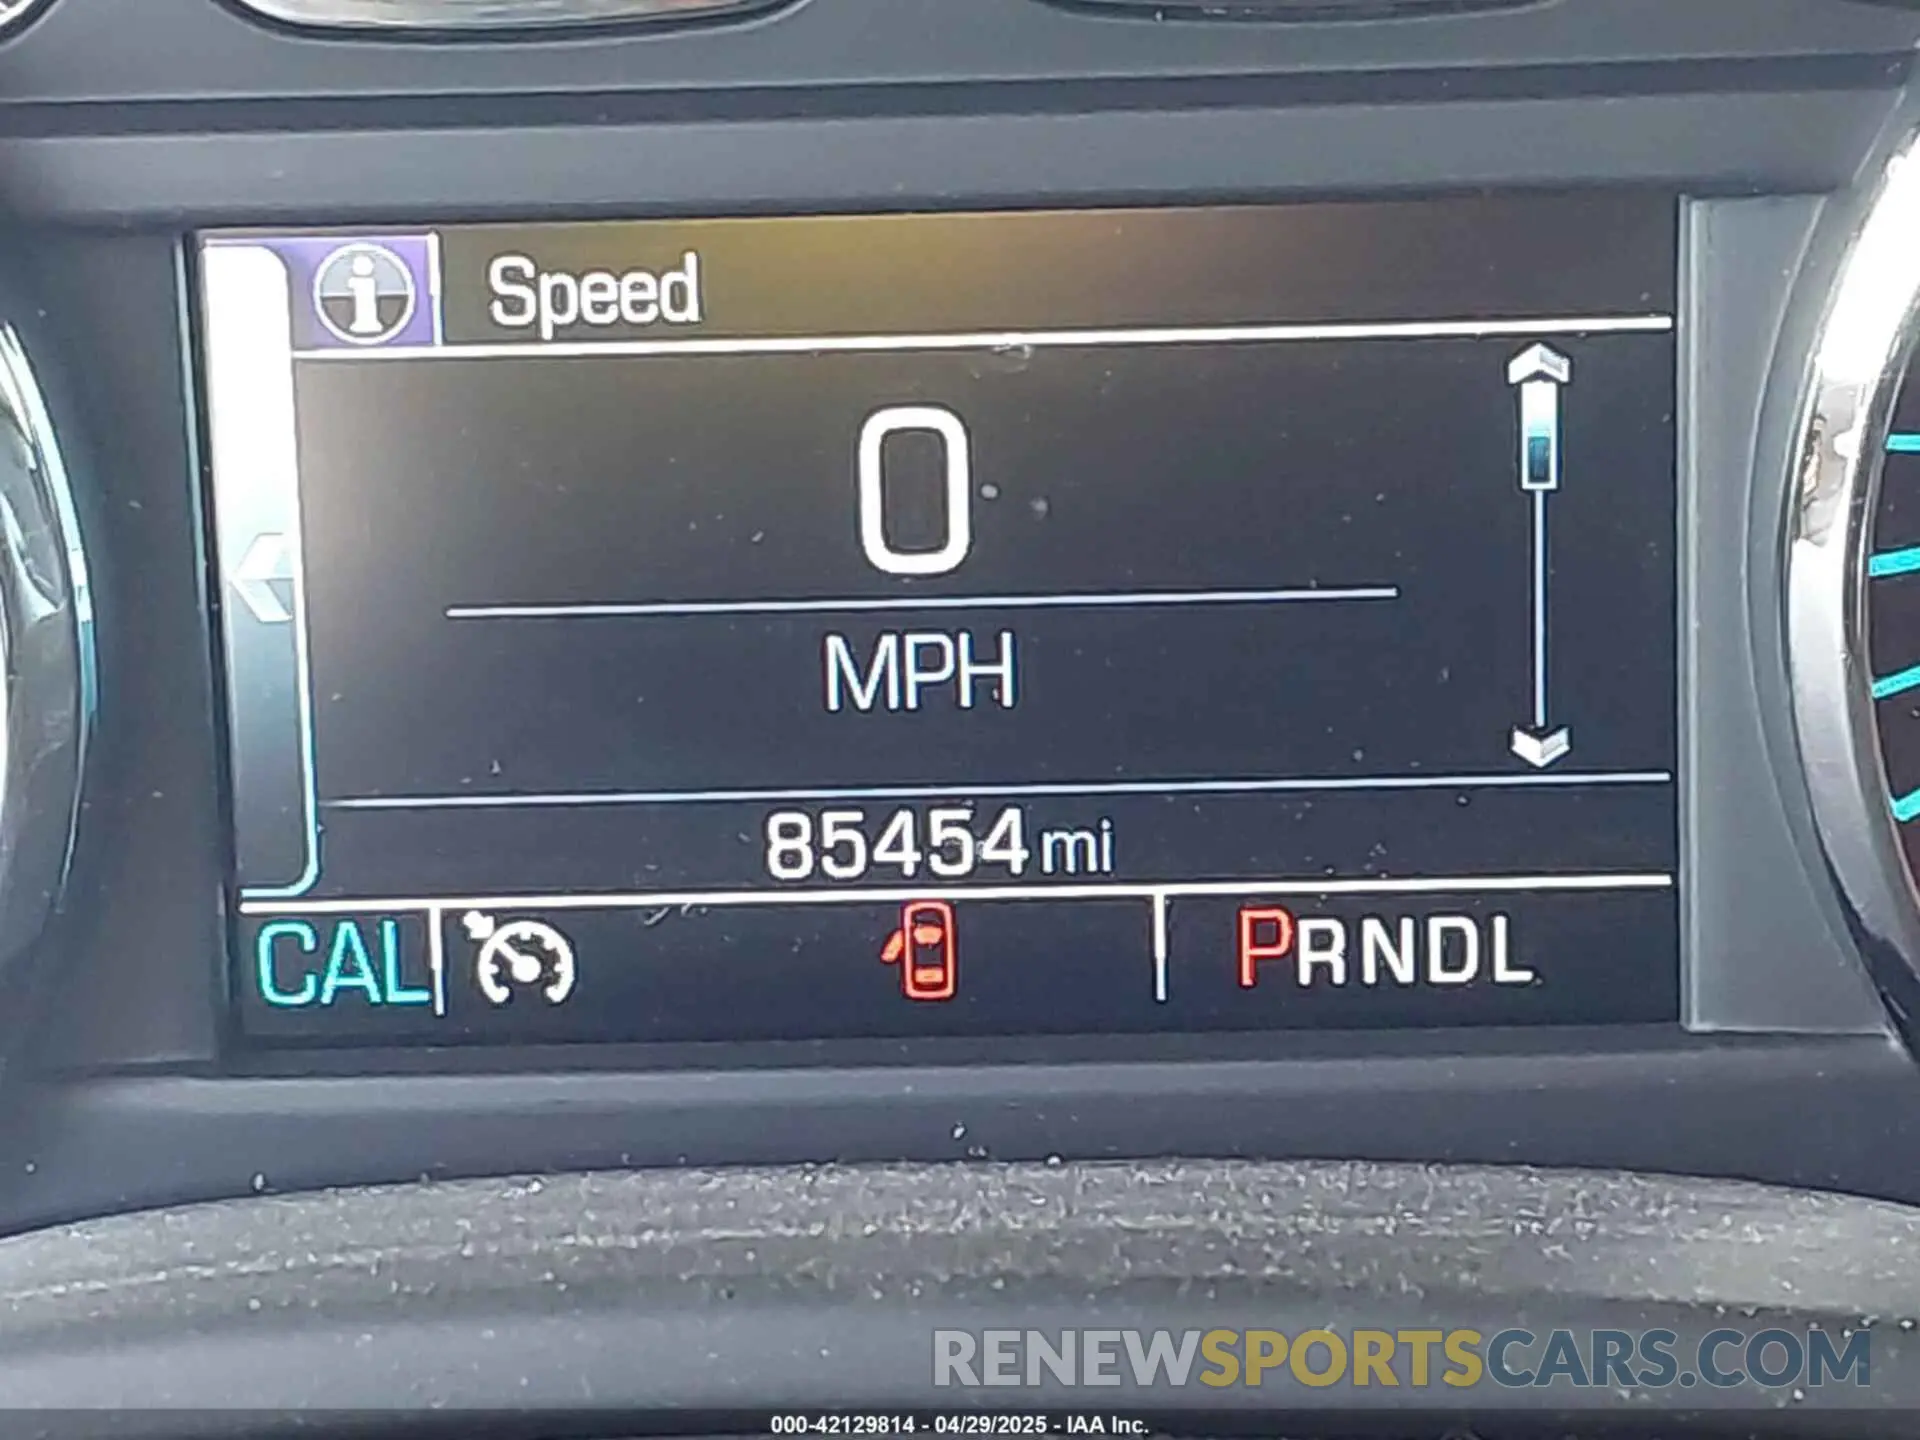 Speed
0
MPH
85454 mi
CAL PRNDL
RENEWSPORTSCARS.COM
000-42129814 - 04/29/2025 - IAA Inc.